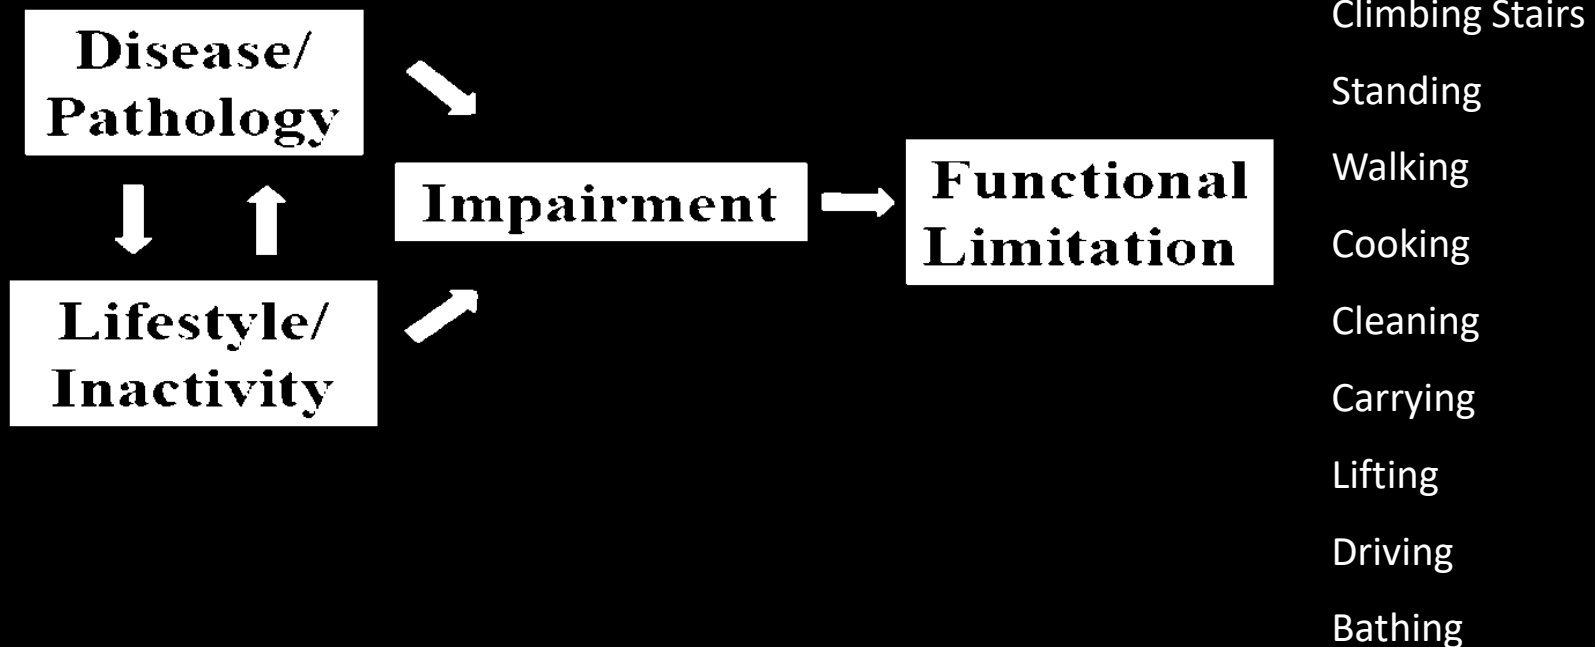 Disease/
Pathology
Lifestyle/
Inactivity
Impairment
Functional
Limitation
Climbing Stairs
Standing
Walking
Cooking
Cleaning
Carrying
Lifting
Driving
Bathing